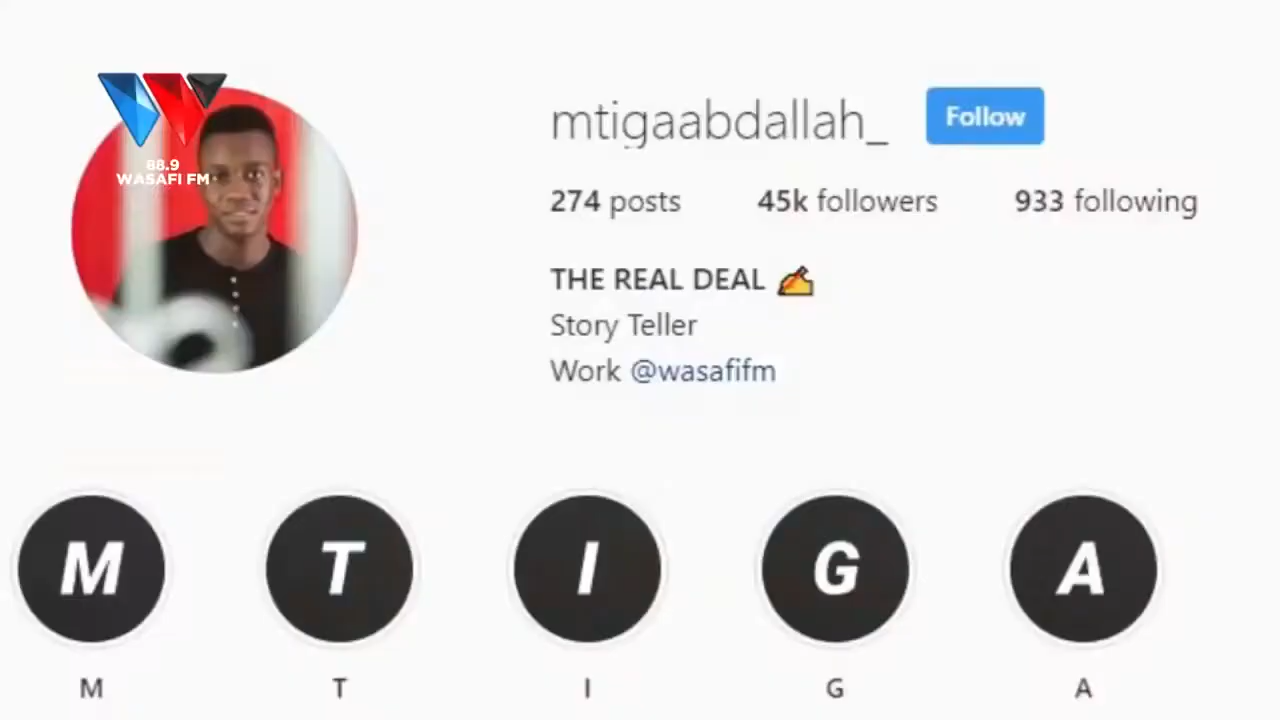 88.9
WASAFI FM
mtigaabdallah_
Follow
274 posts
45k followers
933 following
THE REAL DEAL ✍
Story Teller
Work @wasafifm
M
T
I
G
A
M
T
I
G
A